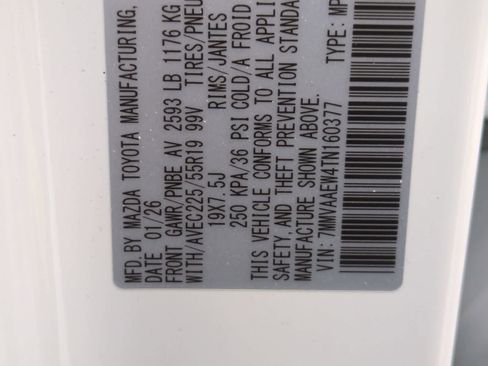 MFD. BY MAZDA TOYOTA MANUFACTURING,
DATE 01/26
FRONT GAWR/PNBE AV 2593 LB 1176 KG
WITH/AVEC225/55R19 99V TIRES/PNEU
19X7.5J RIMS/JANTES
250 KPA/36 PSI COLD/A FROID
THIS VEHICLE CONFORMS TO ALL APPLI
SAFETY,AND THEFT PREVENTION STANDA
MANUFACTURE SHOWN ABOVE.
VIN: 7MMVAAEW4TN160377 TYPE: MP